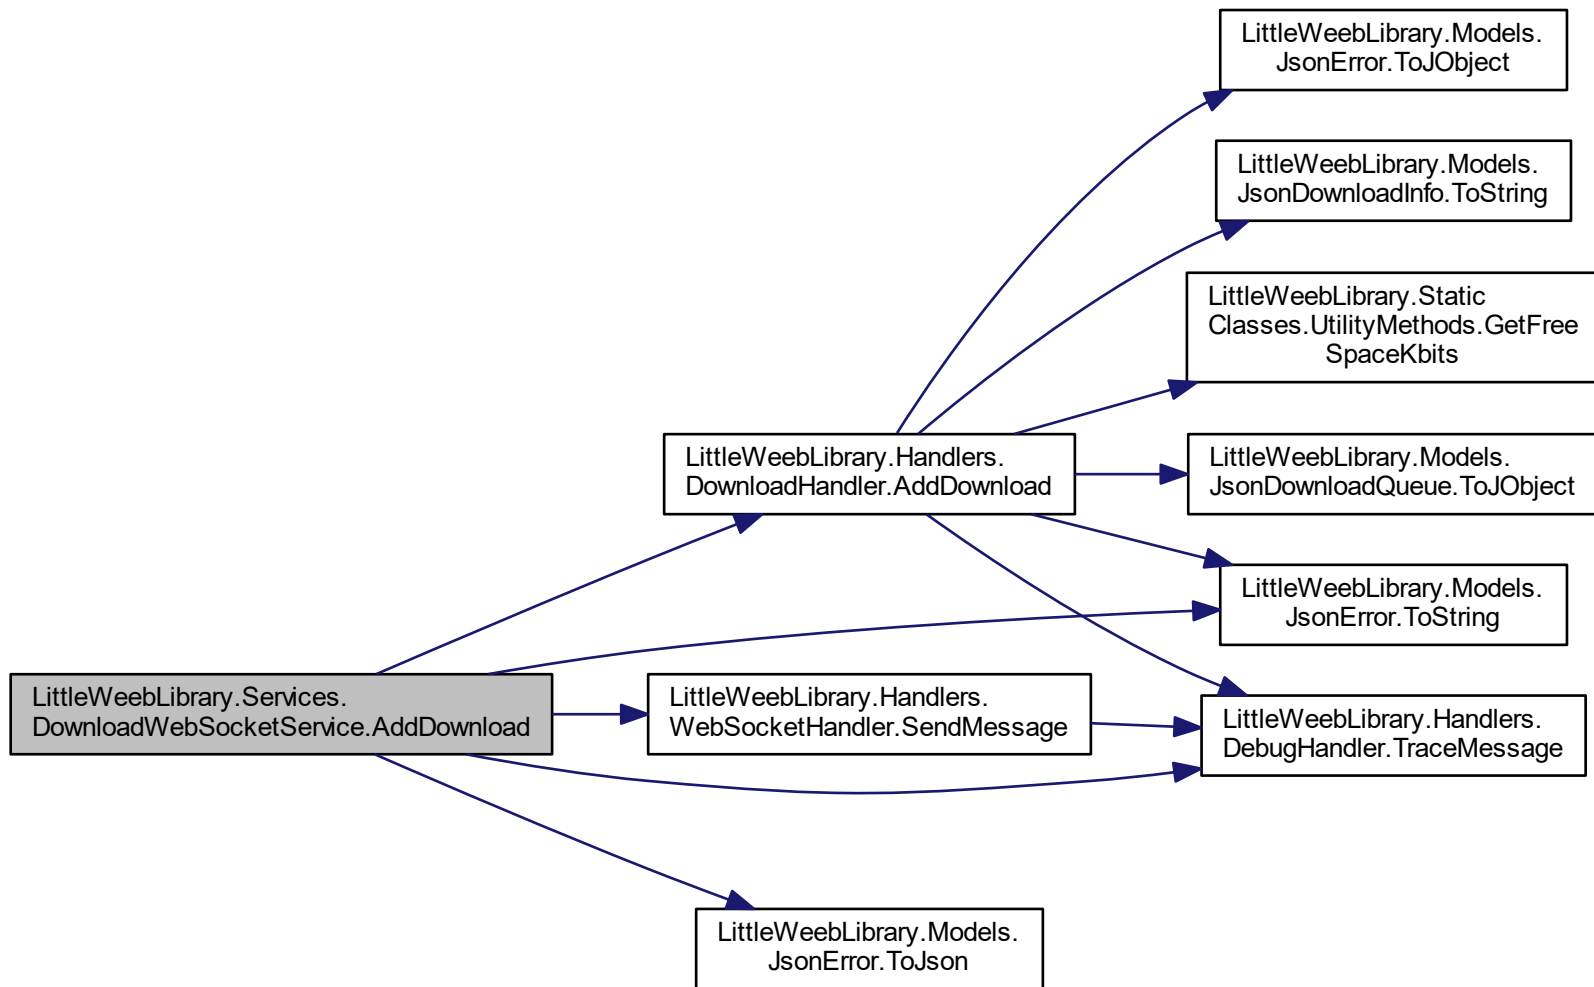 LittleWeebLibrary.Models.
JsonError.ToJObject
LittleWeebLibrary.Models.
JsonDownloadInfo.ToString
LittleWeebLibrary.Static
Classes.UtilityMethods.GetFree
SpaceKbits
LittleWeebLibrary.Handlers.
DownloadHandler.AddDownload
LittleWeebLibrary.Models.
JsonDownloadQueue.ToJObject
LittleWeebLibrary.Models.
JsonError.ToString
LittleWeebLibrary.Services.
DownloadWebSocketService.AddDownload
LittleWeebLibrary.Handlers.
WebSocketHandler.SendMessage
LittleWeebLibrary.Handlers.
DebugHandler.TraceMessage
LittleWeebLibrary.Models.
JsonError.ToJson